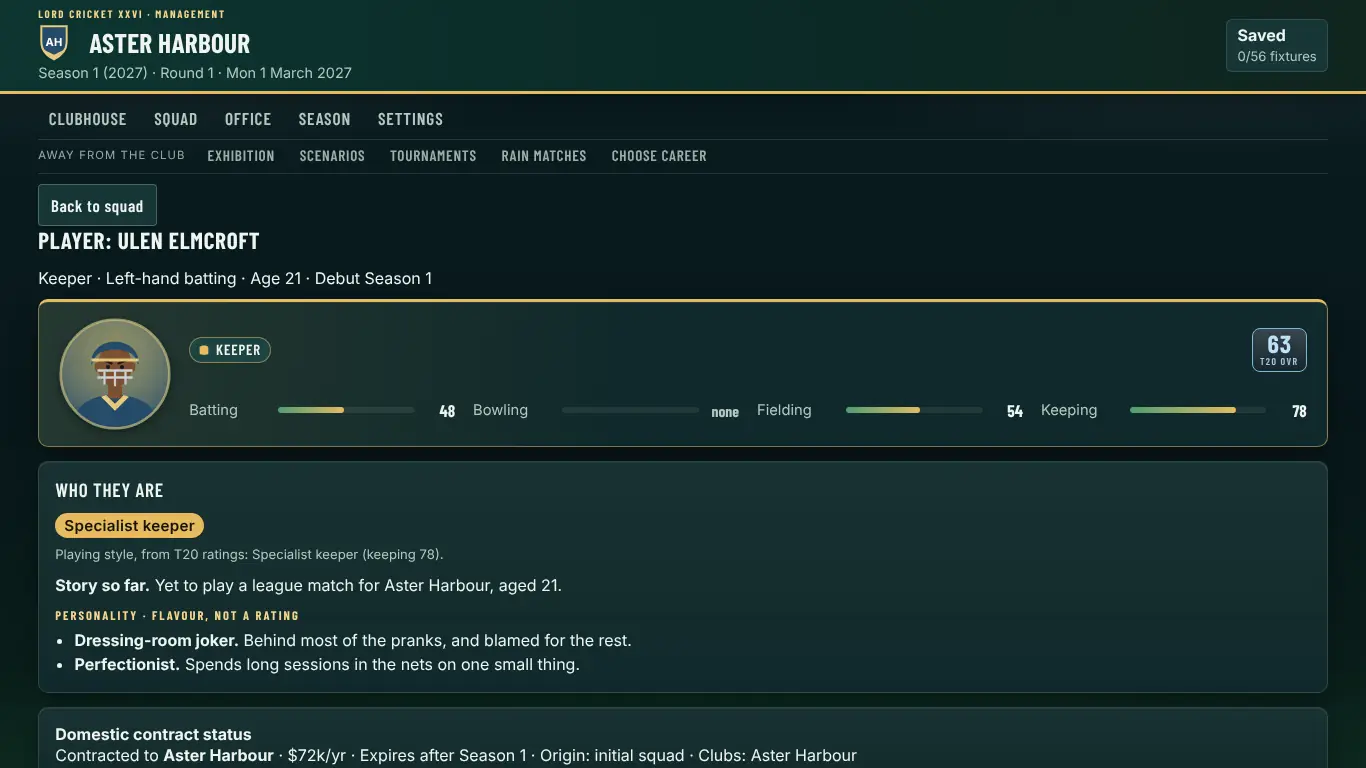 LORD CRICKET XXVI · MANAGEMENT
AH
ASTER HARBOUR
Season 1 (2027) · Round 1 · Mon 1 March 2027
Saved
0/56 fixtures
CLUBHOUSE SQUAD OFFICE SEASON SETTINGS
AWAY FROM THE CLUB EXHIBITION SCENARIOS TOURNAMENTS RAIN MATCHES CHOOSE CAREER
Back to squad
PLAYER: ULEN ELMCROFT
Keeper · Left-hand batting · Age 21 · Debut Season 1
KEEPER
63
T20 OVR
Batting 48 Bowling none Fielding 54 Keeping 78
WHO THEY ARE
Specialist keeper
Playing style, from T20 ratings: Specialist keeper (keeping 78).
Story so far. Yet to play a league match for Aster Harbour, aged 21.
PERSONALITY · FLAVOUR, NOT A RATING
• Dressing-room joker. Behind most of the pranks, and blamed for the rest.
• Perfectionist. Spends long sessions in the nets on one small thing.
Domestic contract status
Contracted to Aster Harbour · $72k/yr · Expires after Season 1 · Origin: initial squad · Clubs: Aster Harbour